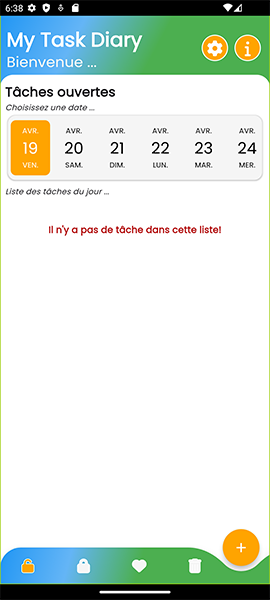 6:38
My Task Diary
Bienvenue ...
Tâches ouvertes
Choisissez une date ...
AVR. AVR. AVR. AVR. AVR. AVR.
19 20 21 22 23 24
VEN. SAM. DIM. LUN. MAR. MER.
Liste des tâches du jour ...
Il n'y a pas de tâche dans cette liste!